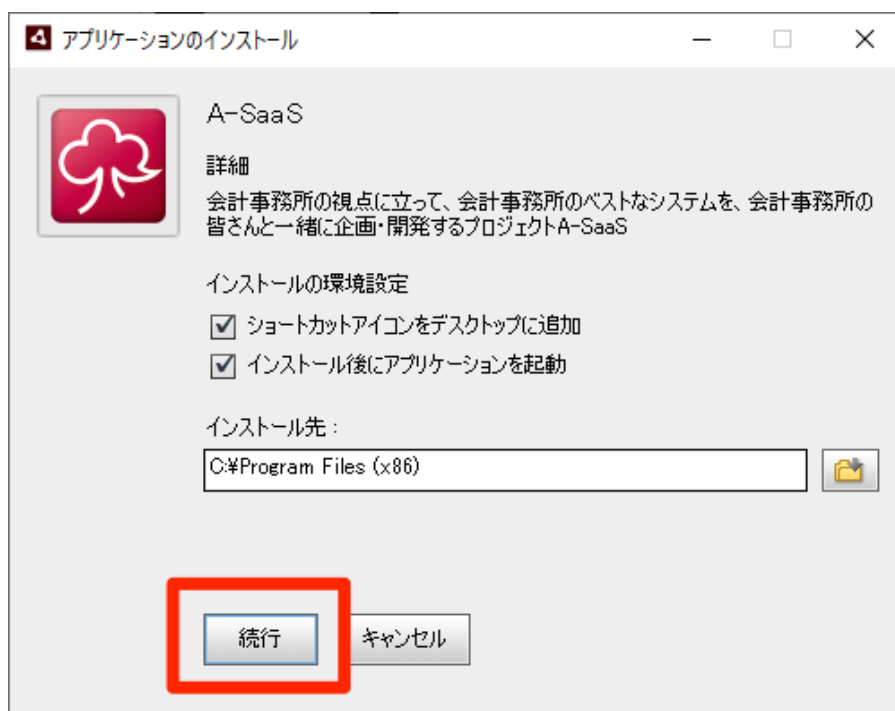 アプリケーションのインストール
A-SaaS
詳細
会計事務所の視点に立って、会計事務所のベストなシステムを、会計事務所の
皆さんと一緒に企画・開発するプロジェクトA-SaaS
インストールの環境設定
ショートカットアイコンをデスクトップに追加
インストール後にアプリケーションを起動
インストール先：
C:¥Program Files (x86)
続行
キャンセル